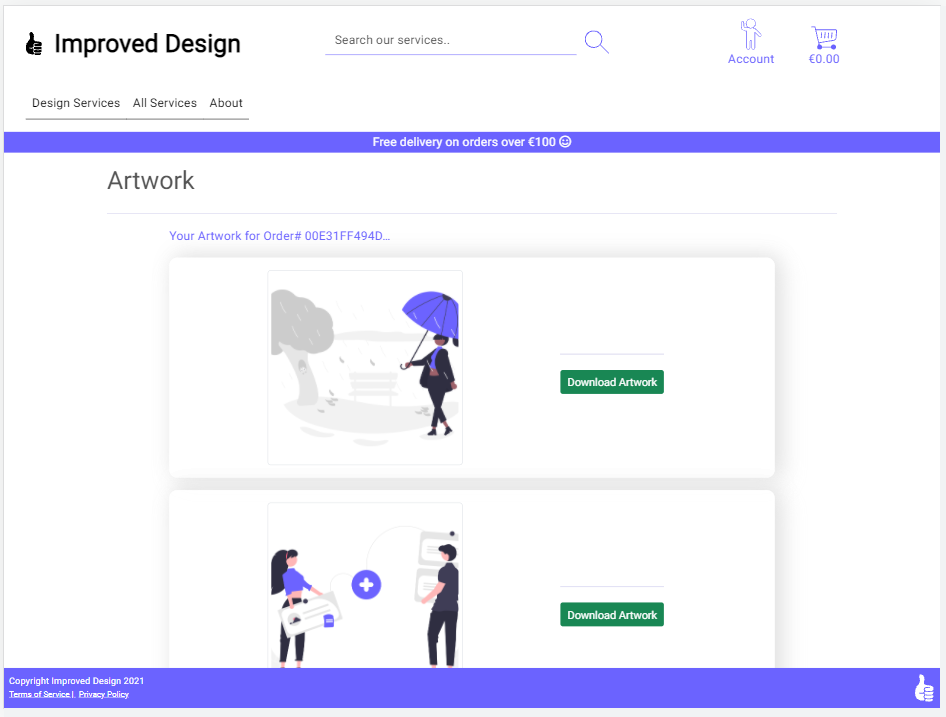 Improved Design
Search our services..
Account
€0.00
Design Services All Services About
Free delivery on orders over €100
Artwork
Your Artwork for Order# 00E31FF494D...
Download Artwork
Download Artwork
Copyright Improved Design 2021
Terms of Service | Privacy Policy